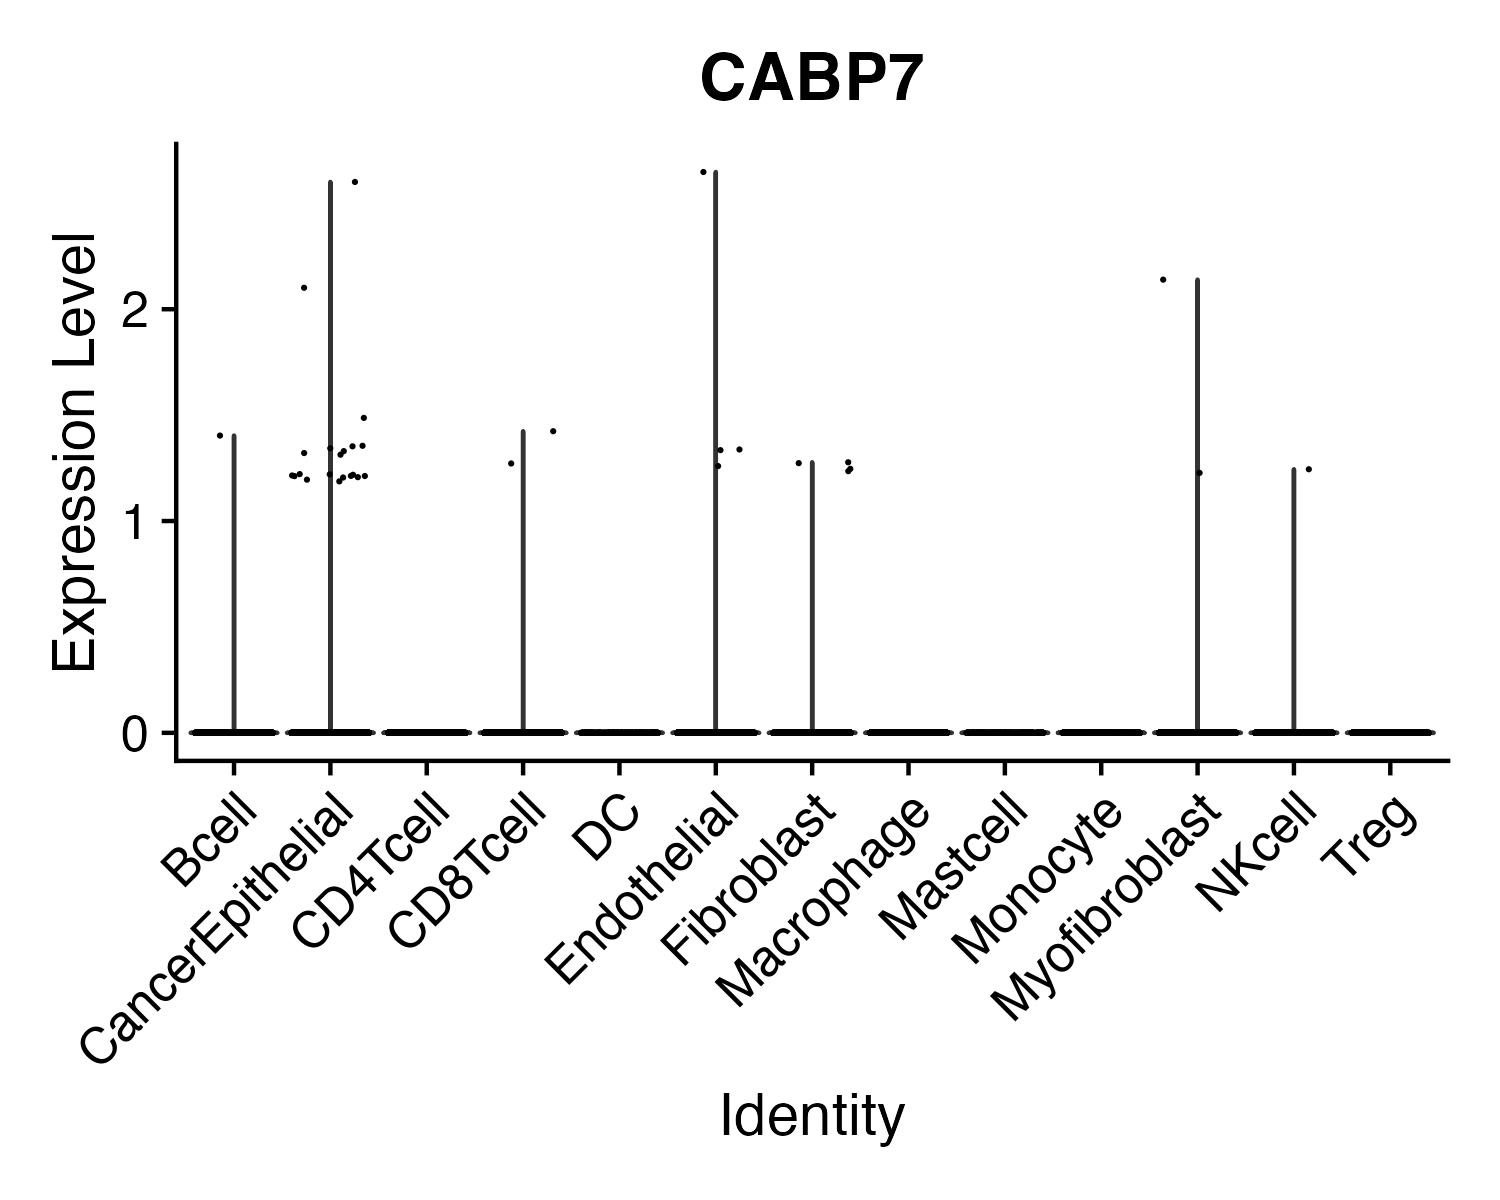 CABP7
Expression Level
2
1
0
Bcell
CancerEpithelial
CD4Tcell
CD8Tcell
DC
Endothelial
Fibroblast
Macrophage
Mastcell
Monocyte
Myofibroblast
NKcell
Treg
Identity